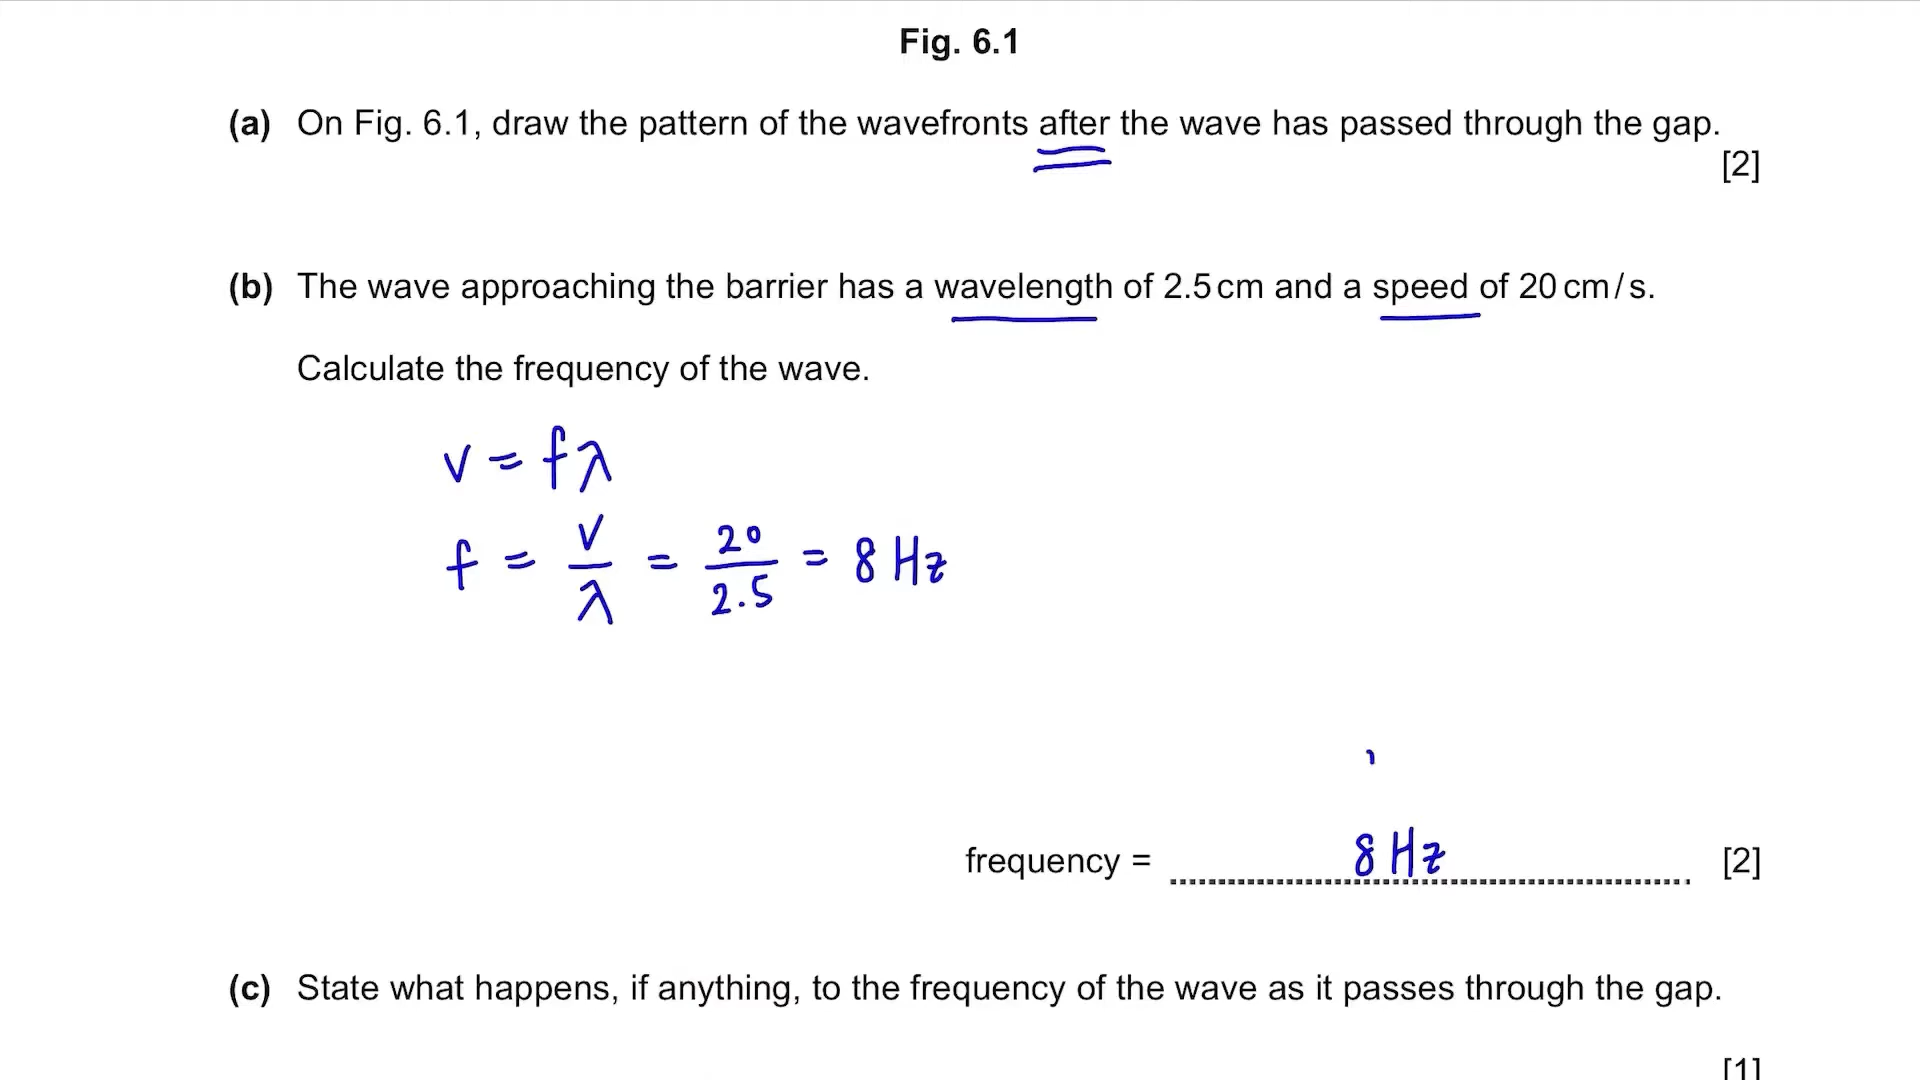 Fig. 6.1
(a) On Fig. 6.1, draw the pattern of the wavefronts after the wave has passed through the gap.
[2]
(b) The wave approaching the barrier has a wavelength of 2.5 cm and a speed of 20 cm/s.
Calculate the frequency of the wave.
v = fλ
f = v/λ = 20/2.5 = 8 Hz
frequency = 8 Hz [2]
(c) State what happens, if anything, to the frequency of the wave as it passes through the gap.
[1]